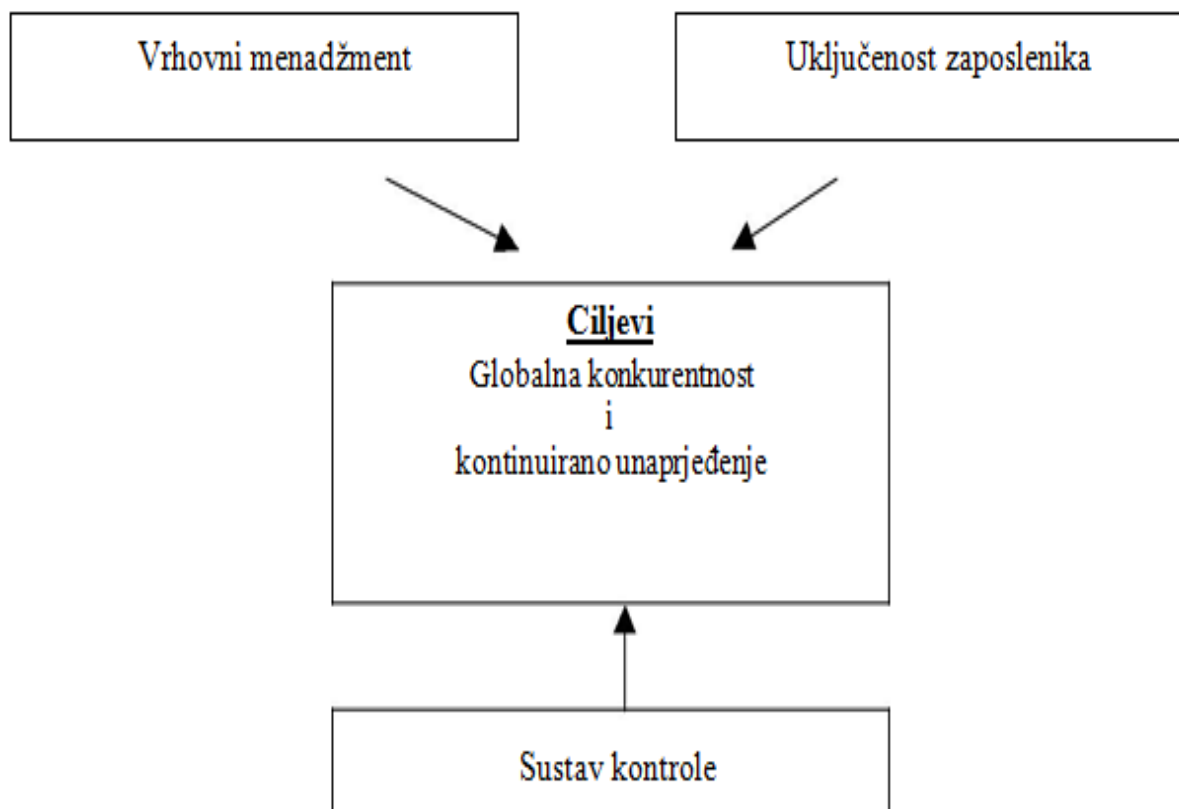 Vrhovni menadžment
Uključenost zaposlenika
Ciljevi
Globalna konkurentnost
i
kontinuirano unaprjeđenje
Sustav kontrole